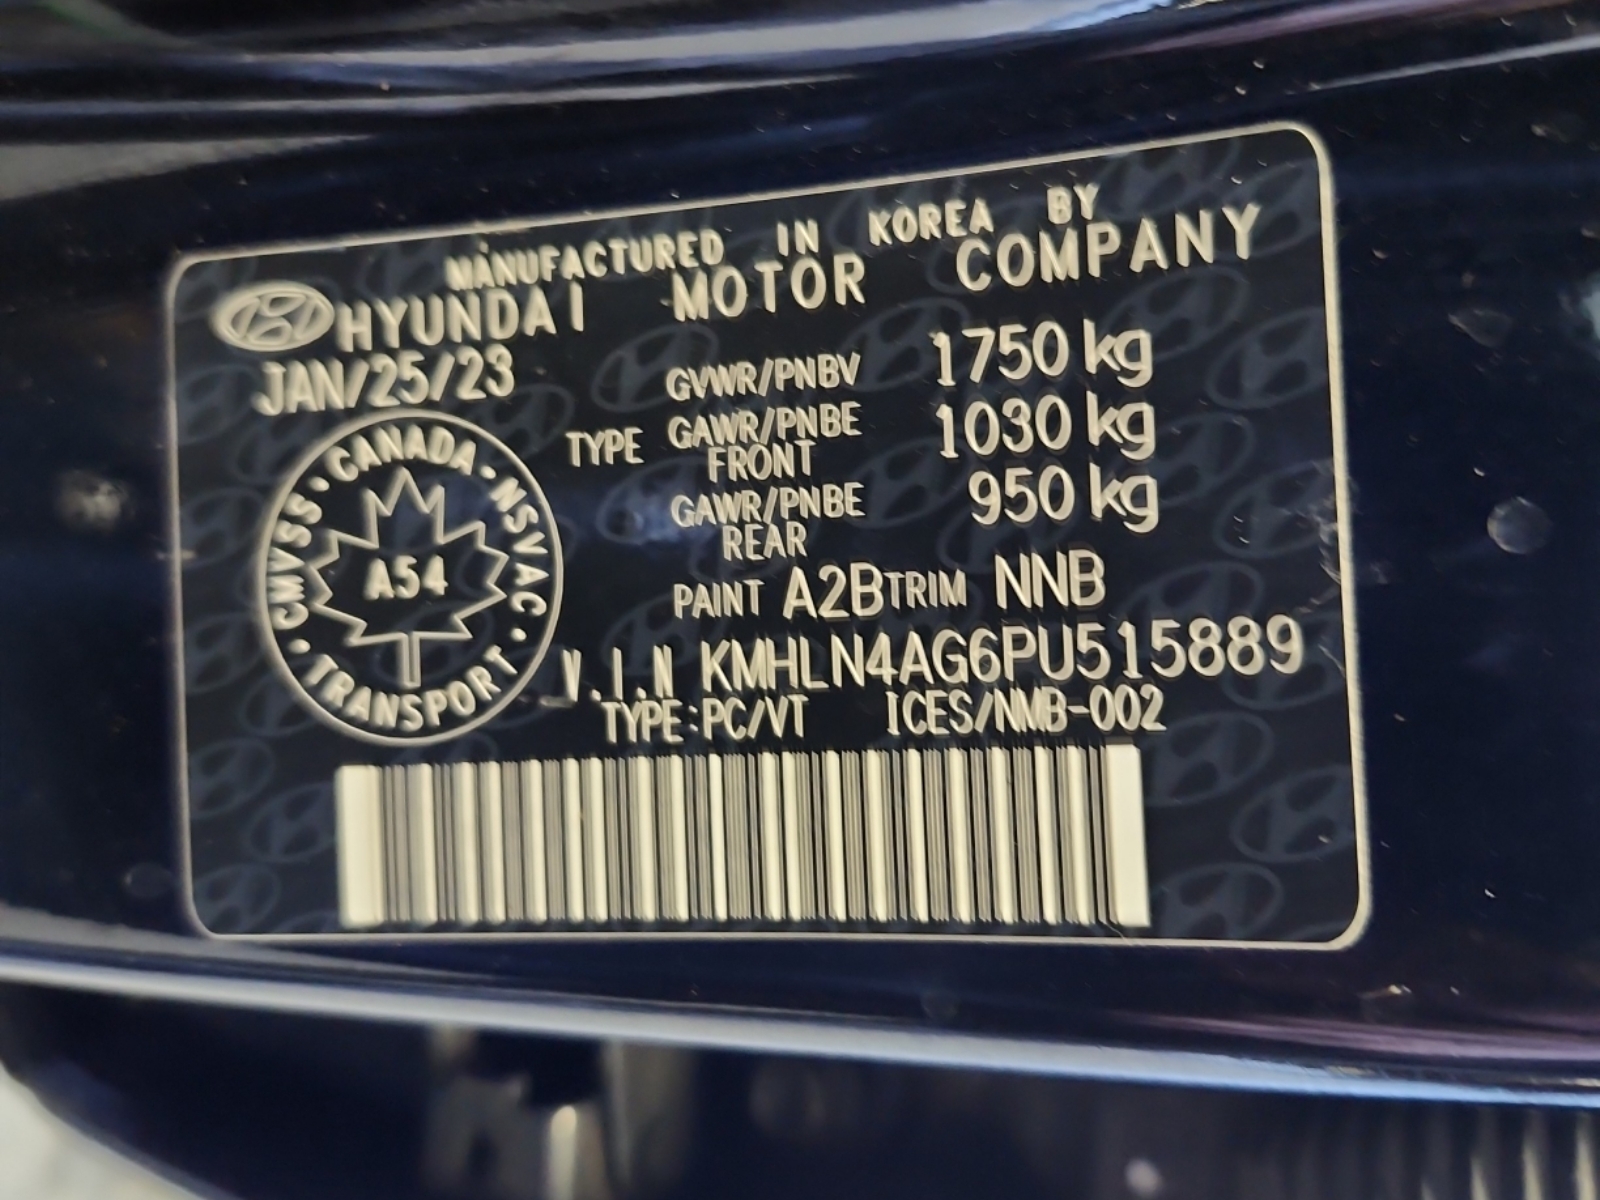 MANUFACTURED IN KOREA BY
HYUNDAI MOTOR COMPANY
JAN/25/23
GVWR/PNBV 1750 kg
TYPE GAWR/PNBE FRONT 1030 kg
GAWR/PNBE REAR 950 kg
CANADA · NSVAC · TRANSPORT · CMVSS ·
A54
PAINT A2B TRIM NNB
V.I.N KMHLN4AG6PU515889
TYPE:PC/VT ICES/NMB-002